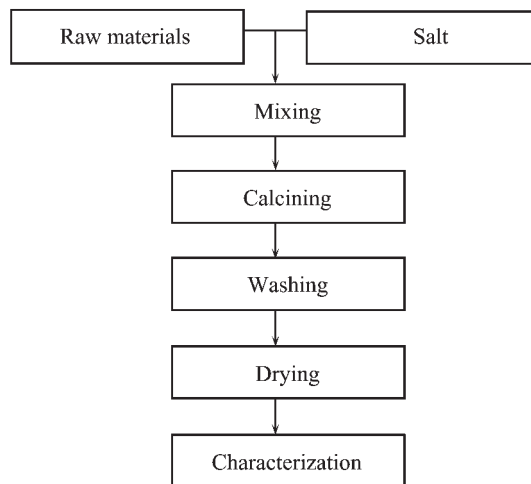 Raw materials
Salt
Mixing
Calcining
Washing
Drying
Characterization